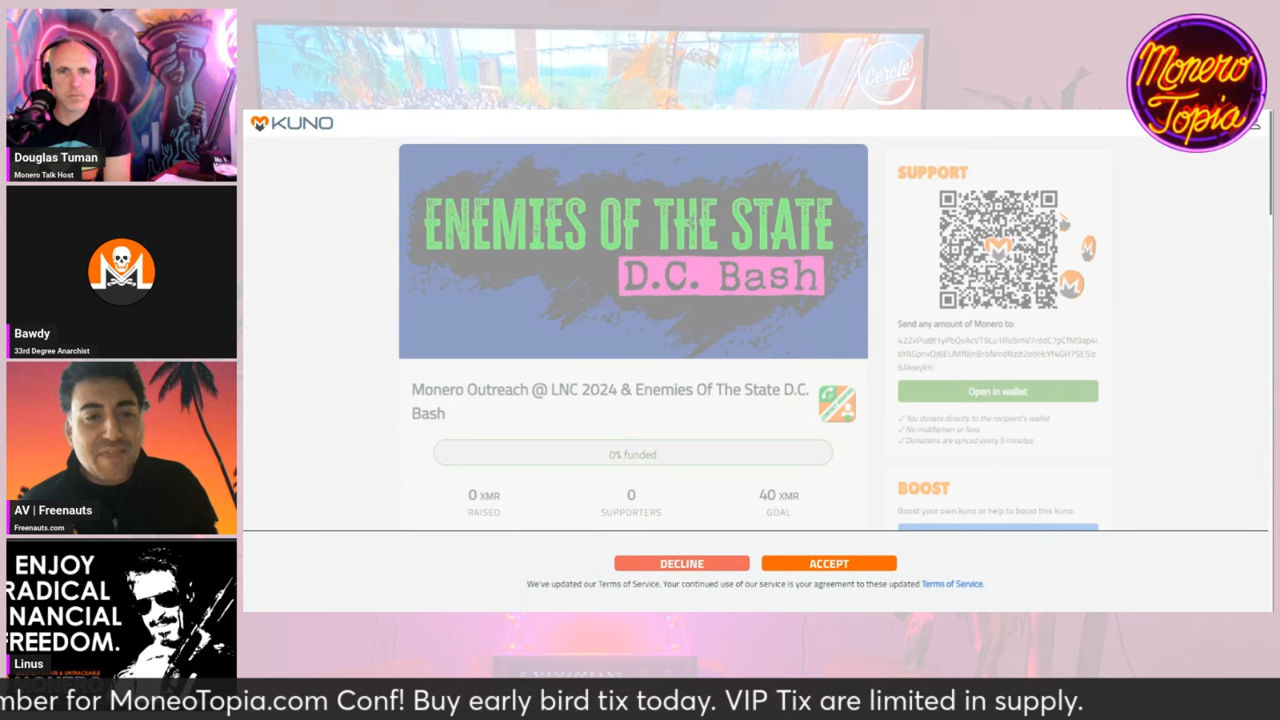 Douglas Tuman
Monero Talk Host
Bawdy
33rd Degree Anarchist
AV | Freenauts
Freenauts.com
ENJOY
RADICAL
FINANCIAL
FREEDOM.
Linus
Cercle
Monero
Topia
KUNO
ENEMIES OF THE STATE
D.C. Bash
Monero Outreach @ LNC 2024 & Enemies Of The State D.C.
Bash
0% funded
0 XMR
RAISED
0
SUPPORTERS
40 XMR
GOAL
SUPPORT
Send any amount of Monero to:
Open in wallet
✓ You donate directly to the recipient's wallet
✓ No middlemen or fees
✓ Donations are synced every 5 minutes
BOOST
Boost your own kuno or help to boost this kuno.
DECLINE
ACCEPT
We've updated our Terms of Service. Your continued use of our service is your agreement to these updated Terms of Service.
mber for MoneoTopia.com Conf! Buy early bird tix today. VIP Tix are limited in supply.